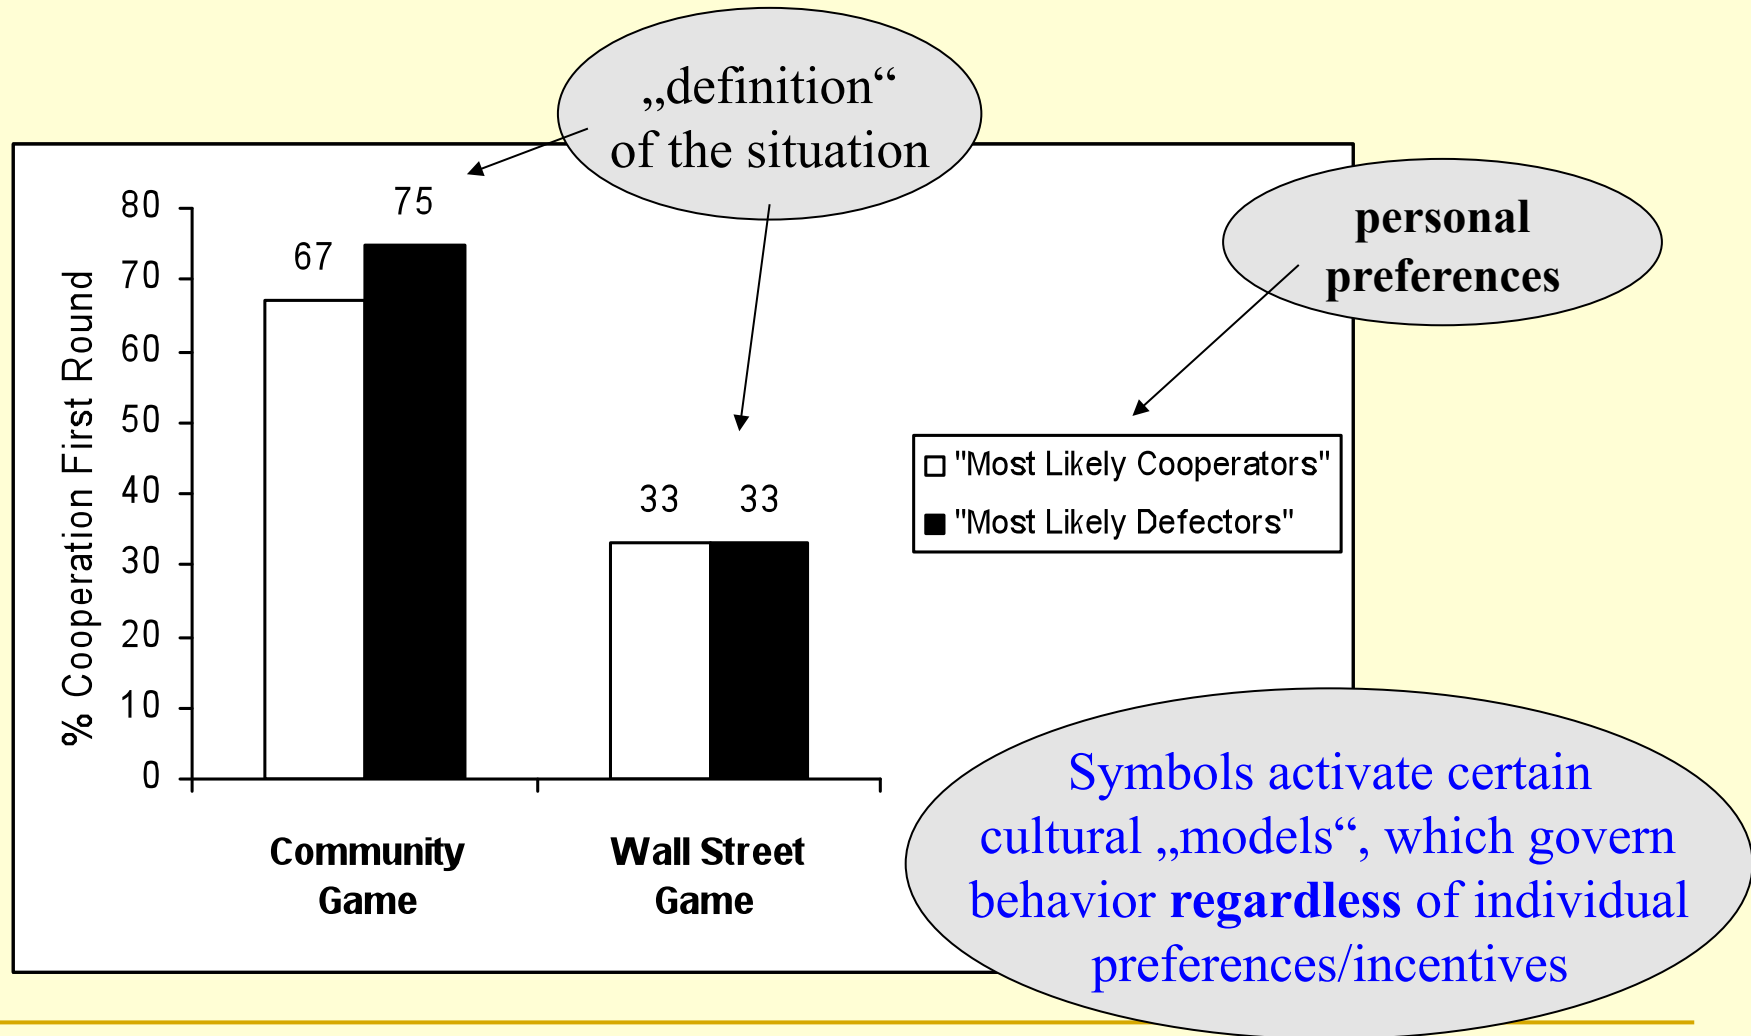 „definition“
of the situation
personal
preferences
% Cooperation First Round
80
70
60
50
40
30
20
10
0
67
75
33
33
Community
Game
Wall Street
Game
"Most Likely Cooperators"
"Most Likely Defectors"
Symbols activate certain
cultural „models“, which govern
behavior regardless of individual
preferences/incentives